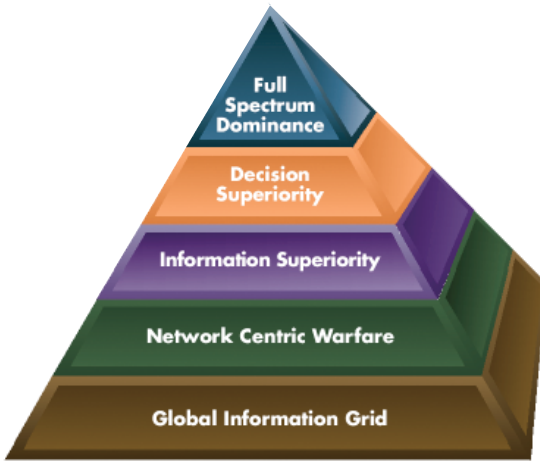 Full
Spectrum
Dominance
Decision
Superiority
Information Superiority
Network Centric Warfare
Global Information Grid